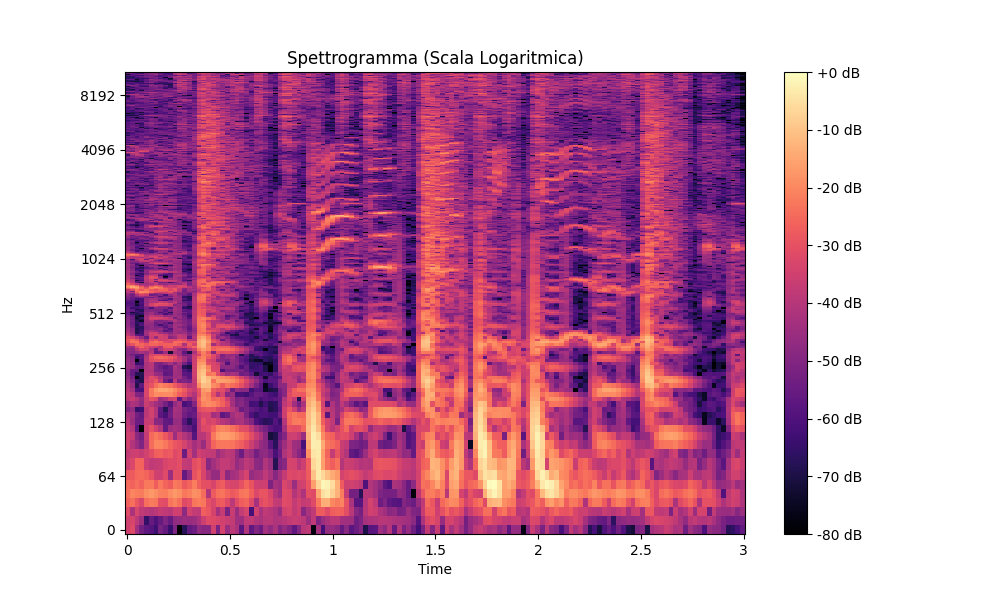 Spettrogramma (Scala Logaritmica)
Hz
8192
4096
2048
1024
512
256
128
64
0
0
0.5
1
1.5
2
2.5
3
Time
+0 dB
-10 dB
-20 dB
-30 dB
-40 dB
-50 dB
-60 dB
-70 dB
-80 dB